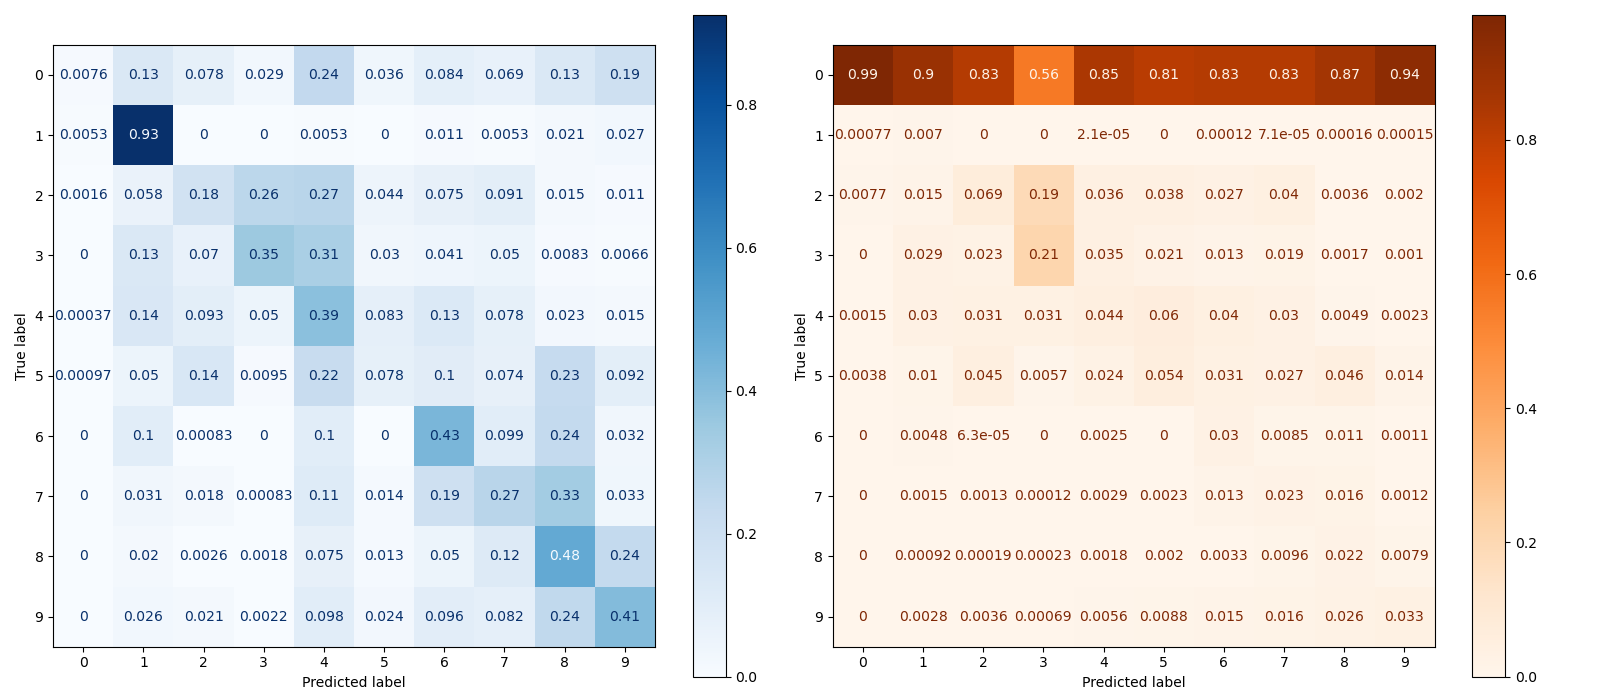 0 0.0076 0.13 0.078 0.029 0.24 0.036 0.084 0.069 0.13 0.19
1 0.0053 0.93 0 0 0.0053 0 0.011 0.0053 0.021 0.027
2 0.0016 0.058 0.18 0.26 0.27 0.044 0.075 0.091 0.015 0.011
3 0 0.13 0.07 0.35 0.31 0.03 0.041 0.05 0.0083 0.0066
4 0.00037 0.14 0.093 0.05 0.39 0.083 0.13 0.078 0.023 0.015
5 0.00097 0.05 0.14 0.0095 0.22 0.078 0.1 0.074 0.23 0.092
6 0 0.1 0.00083 0 0.1 0 0.43 0.099 0.24 0.032
7 0 0.031 0.018 0.00083 0.11 0.014 0.19 0.27 0.33 0.033
8 0 0.02 0.0026 0.0018 0.075 0.013 0.05 0.12 0.48 0.24
9 0 0.026 0.021 0.0022 0.098 0.024 0.096 0.082 0.24 0.41
0 1 2 3 4 5 6 7 8 9
Predicted label
True label
0.8
0.6
0.4
0.2
0.0
0 0.99 0.9 0.83 0.56 0.85 0.81 0.83 0.83 0.87 0.94
1 0.00077 0.007 0 0 2.1e-05 0 0.00012 7.1e-05 0.00016 0.00015
2 0.0077 0.015 0.069 0.19 0.036 0.038 0.027 0.04 0.0036 0.002
3 0 0.029 0.023 0.21 0.035 0.021 0.013 0.019 0.0017 0.001
4 0.0015 0.03 0.031 0.031 0.044 0.06 0.04 0.03 0.0049 0.0023
5 0.0038 0.01 0.045 0.0057 0.024 0.054 0.031 0.027 0.046 0.014
6 0 0.0048 6.3e-05 0 0.0025 0 0.03 0.0085 0.011 0.0011
7 0 0.0015 0.0013 0.00012 0.0029 0.0023 0.013 0.023 0.016 0.0012
8 0 0.00092 0.00019 0.00023 0.0018 0.002 0.0033 0.0096 0.022 0.0079
9 0 0.0028 0.0036 0.00069 0.0056 0.0088 0.015 0.016 0.026 0.033
0 1 2 3 4 5 6 7 8 9
Predicted label
True label
0.8
0.6
0.4
0.2
0.0